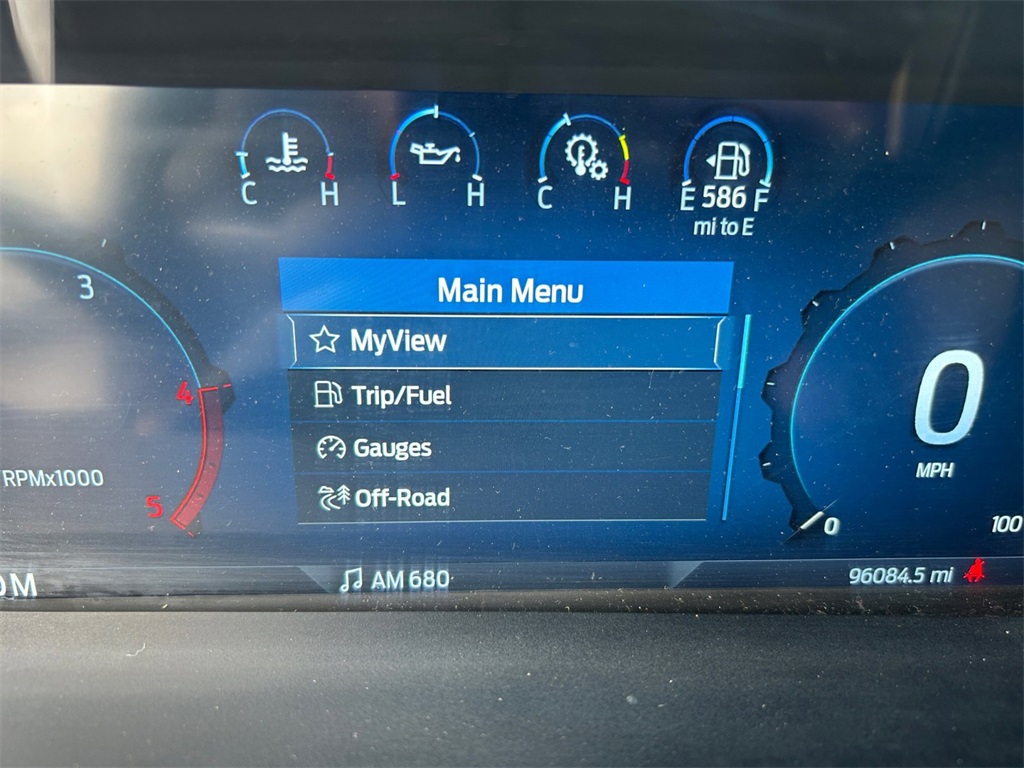 C H
L H
C H
E 586 F
mi to E
Main Menu
MyView
Trip/Fuel
Gauges
Off-Road
3
4
5
RPMx1000
0
MPH
0
100
AM 680
96084.5 mi